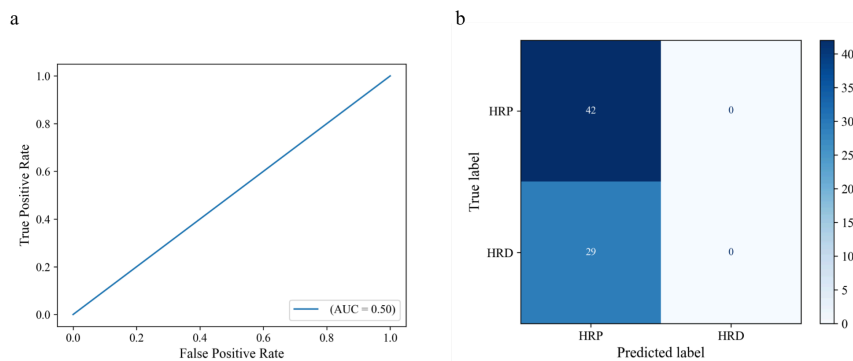 a
1.0
0.8
0.6
0.4
0.2
0.0
True Positive Rate
(AUC = 0.50)
0.0 0.2 0.4 0.6 0.8 1.0
False Positive Rate
b
True label
HRP
HRD
42 0
29 0
HRP HRD
Predicted label
40
35
30
25
20
15
10
5
0